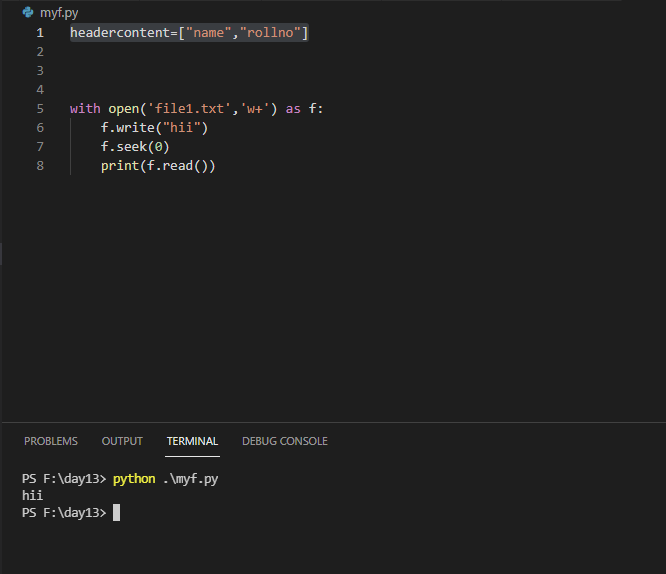 myf.py
1 headercontent=["name","rollno"]
2
3
4
5 with open('file1.txt','w+') as f:
6     f.write("hii")
7     f.seek(0)
8     print(f.read())
PROBLEMS OUTPUT TERMINAL DEBUG CONSOLE
PS F:\day13> python .\myf.py
hii
PS F:\day13>